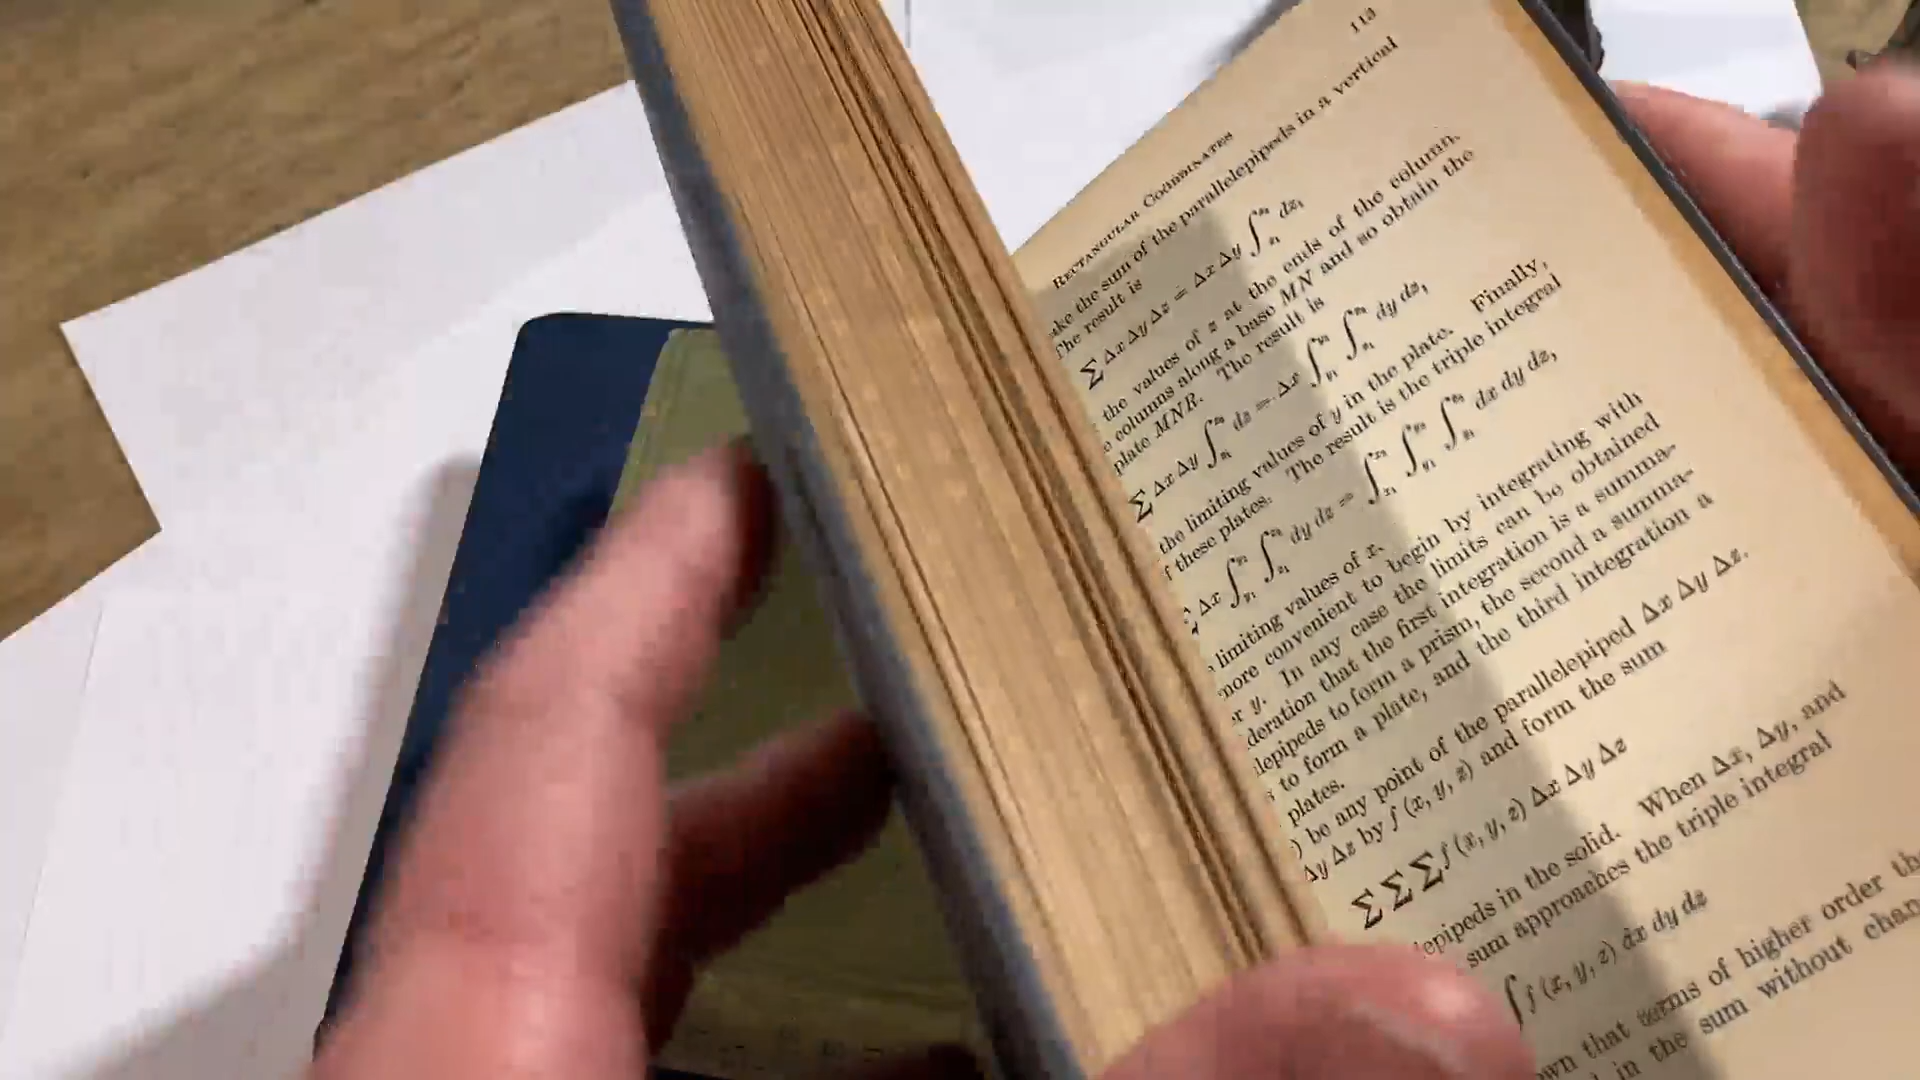 RECTANGULAR COORDINATES 113
ake the sum of the parallelepipeds in a vertical
The result is
∑ Δx Δy Δz = Δx Δy ∫ dz,
the values of z at the ends of the column.
e columns along a base MN and so obtain the
plate MNR. The result is
∑ Δx Δy ∫ dz = Δx ∫ ∫ dy dz,
the limiting values of y in the plate. Finally,
f these plates. The result is the triple integral
∑ Δx ∫ ∫ dy dz = ∫ ∫ ∫ dx dy dz,
limiting values of x.
more convenient to begin by integrating with
r y. In any case the limits can be obtained
deration that the first integration is a summa-
lepipeds to form a prism, the second a summa-
s to form a plate, and the third integration a
plates.
) be any point of the parallelepiped Δx Δy Δz.
Δy Δz by f (x, y, z) and form the sum
∑ ∑ ∑ f (x, y, z) Δx Δy Δz
lepipeds in the solid. When Δx, Δy, and
sum approaches the triple integral
∫ f (x, y, z) dx dy dz
own that terms of higher order the
d in the sum without chan